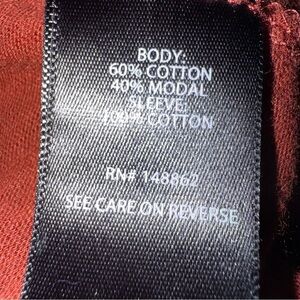 BODY:
60% COTTON
40% MODAL
SLEEVE:
100% COTTON
RN# 148862
SEE CARE ON REVERSE